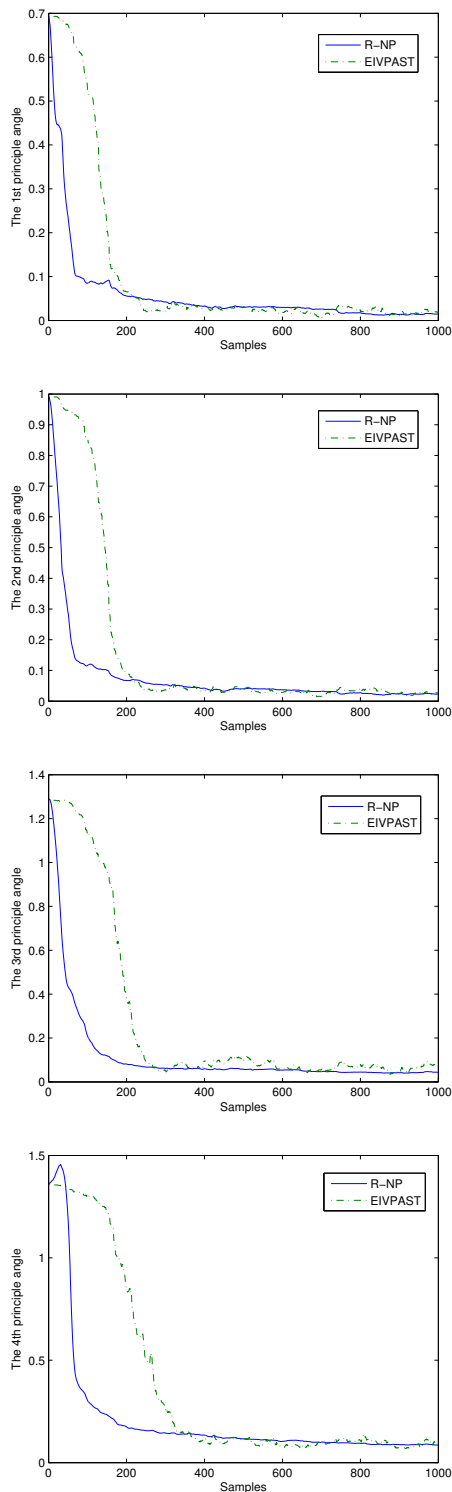 0.7
0.6
0.5
0.4
0.3
0.2
0.1
0
The 1st principle angle
R−NP
EIVPAST
0 200 400 600 800 1000
Samples
1
0.9
0.8
0.7
0.6
0.5
0.4
0.3
0.2
0.1
0
The 2nd principle angle
R−NP
EIVPAST
0 200 400 600 800 1000
Samples
1.4
1.2
1
0.8
0.6
0.4
0.2
0
The 3rd principle angle
R−NP
EIVPAST
0 200 400 600 800 1000
Samples
1.5
1
0.5
0
The 4th principle angle
R−NP
EIVPAST
0 200 400 600 800 1000
Samples